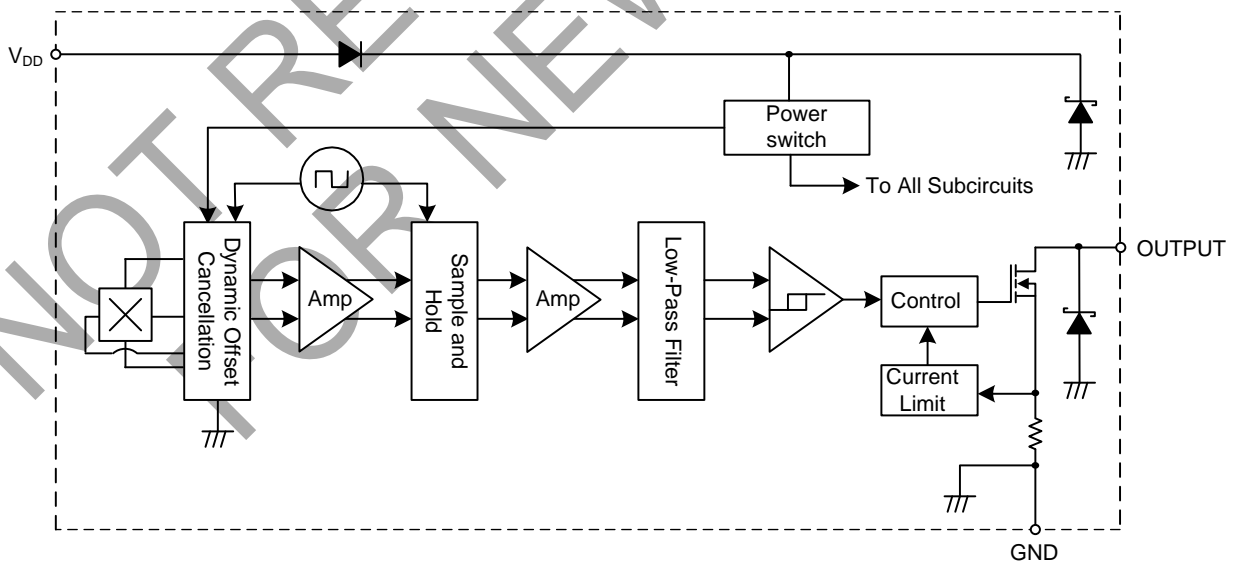 NOT RE
FOR NEW
VDD
Power
switch
To All Subcircuits
Dynamic Offset
Cancellation
Amp
Sample and
Hold
Amp
Low-Pass Filter
Control
Current
Limit
OUTPUT
GND